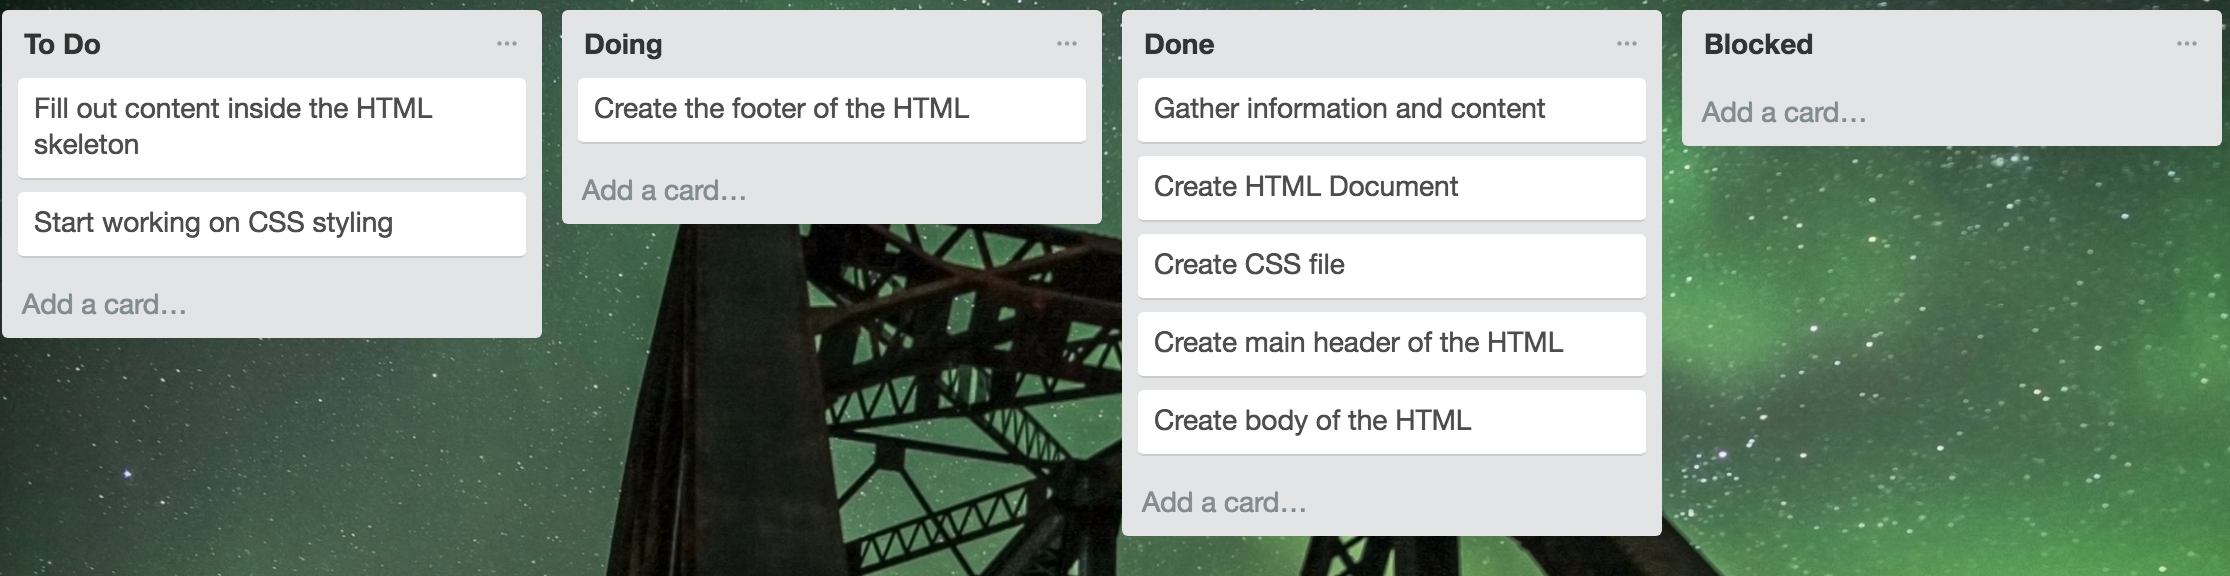 To Do
Fill out content inside the HTML
skeleton
Start working on CSS styling
Add a card…
Doing
Create the footer of the HTML
Add a card…
Done
Gather information and content
Create HTML Document
Create CSS file
Create main header of the HTML
Create body of the HTML
Add a card…
Blocked
Add a card…